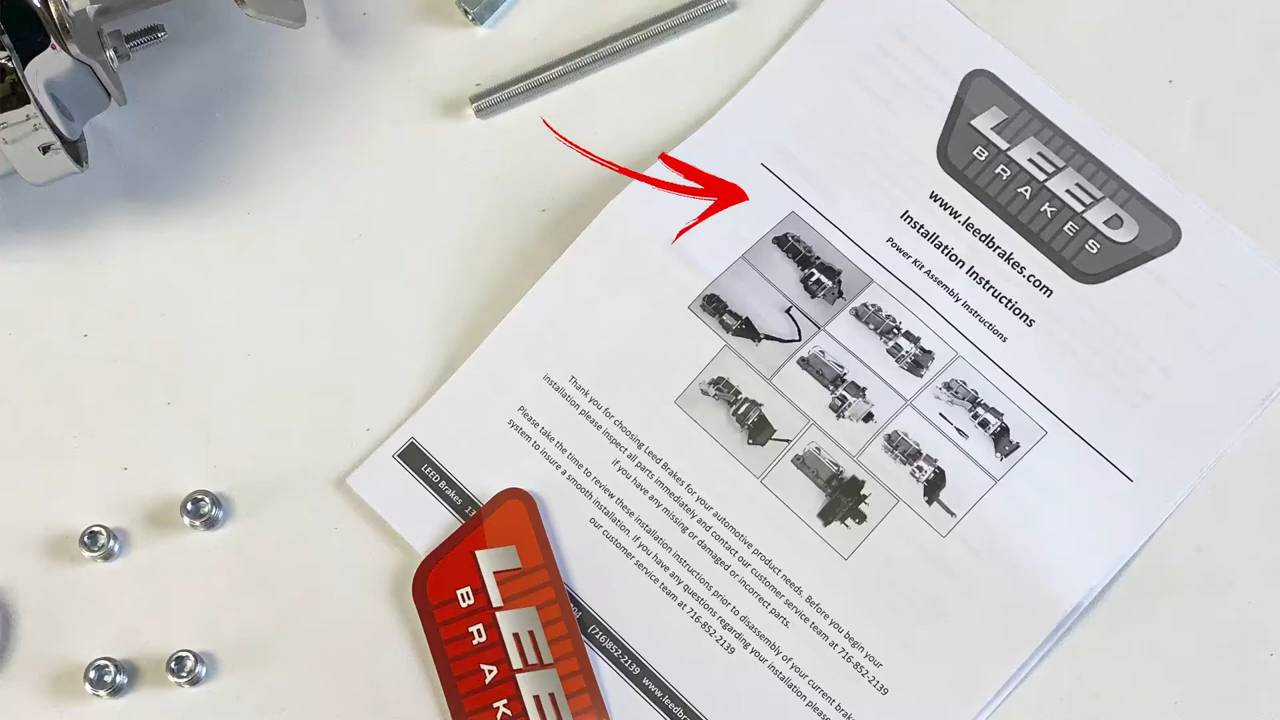 LEED
BRAKES
www.leedbrakes.com
Installation Instructions
Power Kit Assembly Instructions
Thank you for choosing Leed Brakes for your automotive product needs. Before you begin your
installation please inspect all parts immediately and contact our customer service team at 716-852-2139
if you have any missing or damaged or incorrect parts.
Please take the time to review these installation instructions prior to disassembly of your current brake
system to insure a smooth installation. If you have any questions regarding your installation please
our customer service team at 716-852-2139
LEED Brakes 13
04 (716)852-2139 www.leedbra
LEE
BRAK